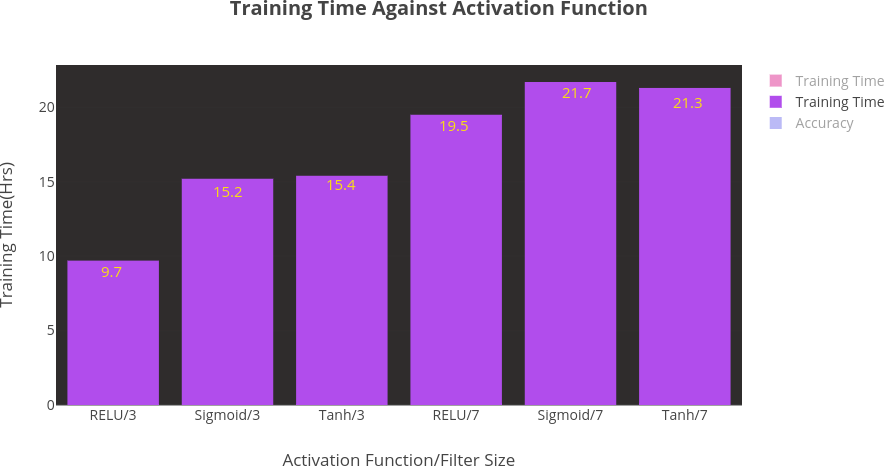 Training Time Against Activation Function
Training Time
Training Time
Accuracy
Training Time(Hrs)
20
15
10
5
0
9.7
15.2
15.4
19.5
21.7
21.3
RELU/3
Sigmoid/3
Tanh/3
RELU/7
Sigmoid/7
Tanh/7
Activation Function/Filter Size